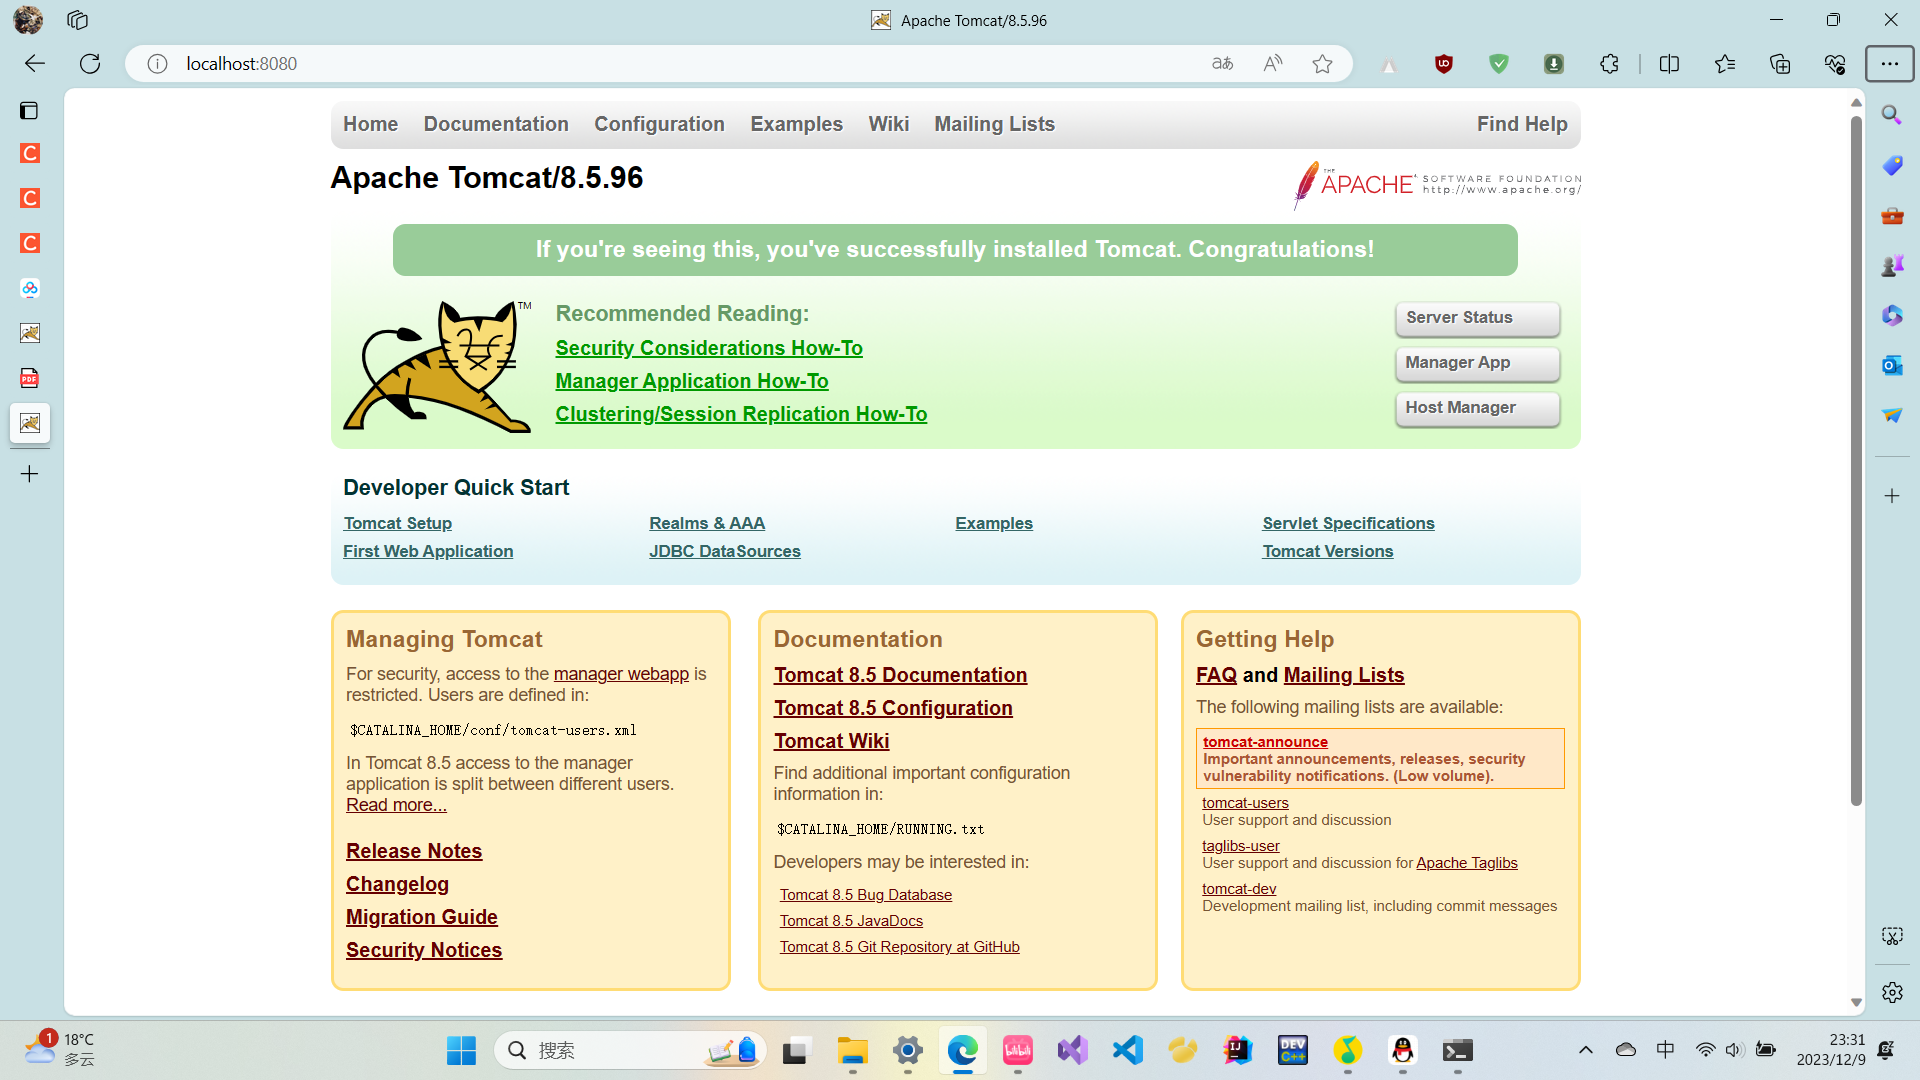 Apache Tomcat/8.5.96
localhost:8080
Home Documentation Configuration Examples Wiki Mailing Lists Find Help
Apache Tomcat/8.5.96
THE APACHE SOFTWARE FOUNDATION
http://www.apache.org/
If you're seeing this, you've successfully installed Tomcat. Congratulations!
TM
Recommended Reading:
Security Considerations How-To
Manager Application How-To
Clustering/Session Replication How-To
Server Status
Manager App
Host Manager
Developer Quick Start
Tomcat Setup Realms & AAA Examples Servlet Specifications
First Web Application JDBC DataSources Tomcat Versions
Managing Tomcat
For security, access to the manager webapp is
restricted. Users are defined in:
$CATALINA_HOME/conf/tomcat-users.xml
In Tomcat 8.5 access to the manager
application is split between different users.
Read more...
Release Notes
Changelog
Migration Guide
Security Notices
Documentation
Tomcat 8.5 Documentation
Tomcat 8.5 Configuration
Tomcat Wiki
Find additional important configuration
information in:
$CATALINA_HOME/RUNNING.txt
Developers may be interested in:
Tomcat 8.5 Bug Database
Tomcat 8.5 JavaDocs
Tomcat 8.5 Git Repository at GitHub
Getting Help
FAQ and Mailing Lists
The following mailing lists are available:
tomcat-announce
Important announcements, releases, security
vulnerability notifications. (Low volume).
tomcat-users
User support and discussion
taglibs-user
User support and discussion for Apache Taglibs
tomcat-dev
Development mailing list, including commit messages
1
18°C
多云
搜索
bilibili
IJ
DEV
C++
中
23:31
2023/12/9